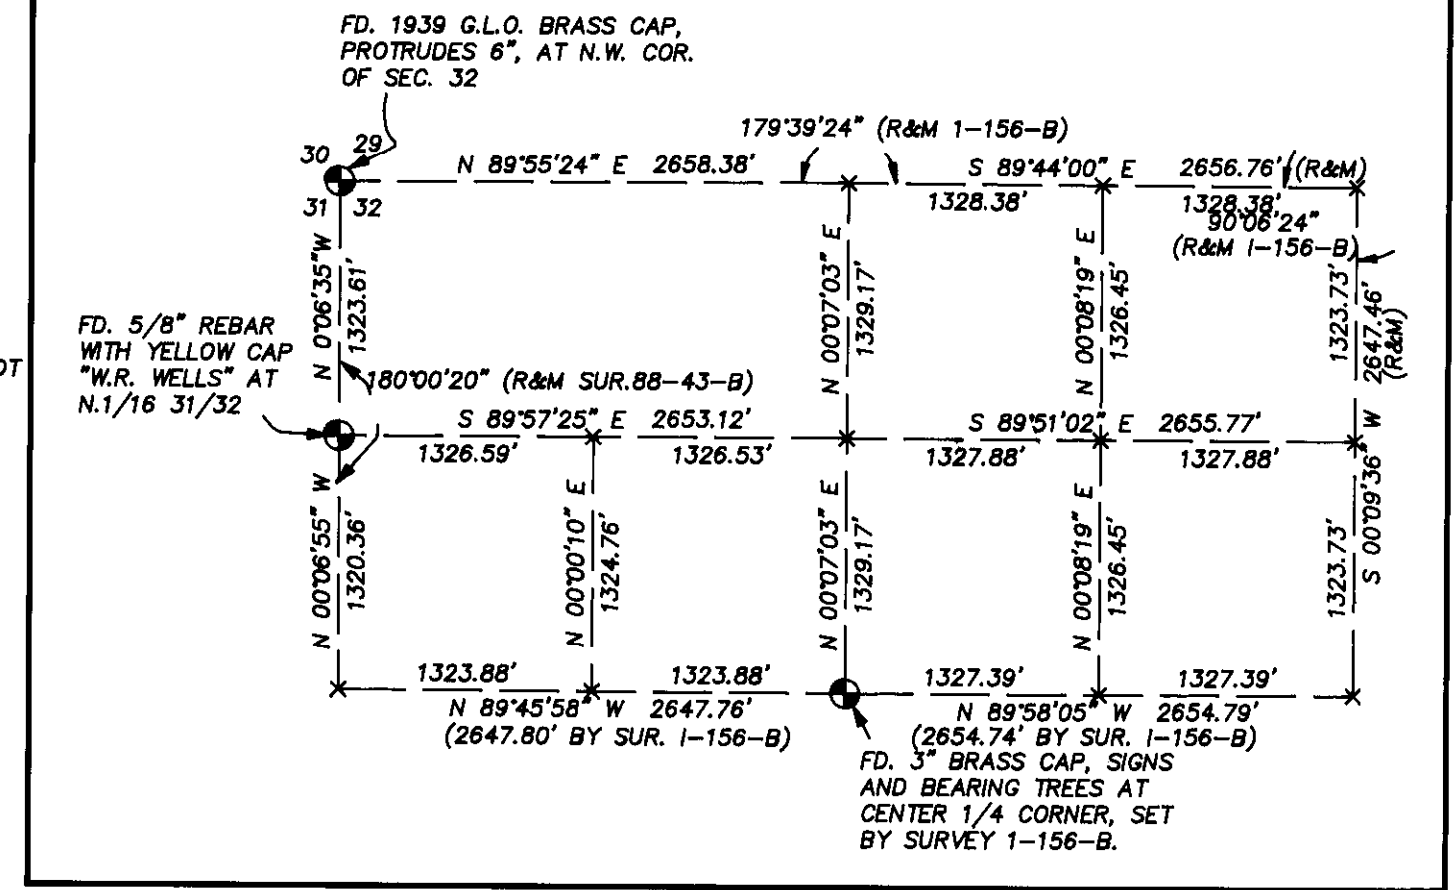 FD. 1939 G.L.O. BRASS CAP,
PROTRUDES 6", AT N.W. COR.
OF SEC. 32
179°39'24" (R&M 1-156-B)
30 29
31 32
N 89°55'24" E 2658.38'
S 89°44'00" E 2656.76' (R&M)
1328.38' 1328.38'
90°06'24"
(R&M I-156-B)
N 0°06'35"W
1323.61'
N 00°07'03" E
1329.17'
N 00°08'19" E
1326.45'
1323.73'
2647.46'
(R&M)
S 00°09'36" W
FD. 5/8" REBAR
WITH YELLOW CAP
"W.R. WELLS" AT
N.1/16 31/32
OT
180°00'20" (R&M SUR.88-43-B)
S 89°57'25" E 2653.12'
1326.59' 1326.53'
S 89°51'02" E 2655.77'
1327.88' 1327.88'
N 00°06'55" W
1320.36'
N 00°00'10" E
1324.76'
N 00°07'03" E
1329.17'
N 00°08'19" E
1326.45'
1323.73'
1323.88' 1323.88'
N 89°45'58" W 2647.76'
(2647.80' BY SUR. I-156-B)
1327.39' 1327.39'
N 89°58'05" W 2654.79'
(2654.74' BY SUR. I-156-B)
FD. 3" BRASS CAP, SIGNS
AND BEARING TREES AT
CENTER 1/4 CORNER, SET
BY SURVEY 1-156-B.